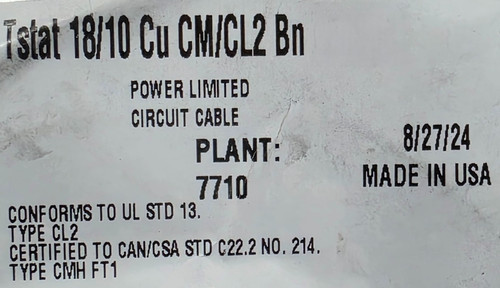 Tstat 18/10 Cu CM/CL2 Bn
POWER LIMITED
CIRCUIT CABLE
PLANT:
7710
8/27/24
MADE IN USA
CONFORMS TO UL STD 13.
TYPE CL2
CERTIFIED TO CAN/CSA STD C22.2 NO. 214.
TYPE CMH FT1